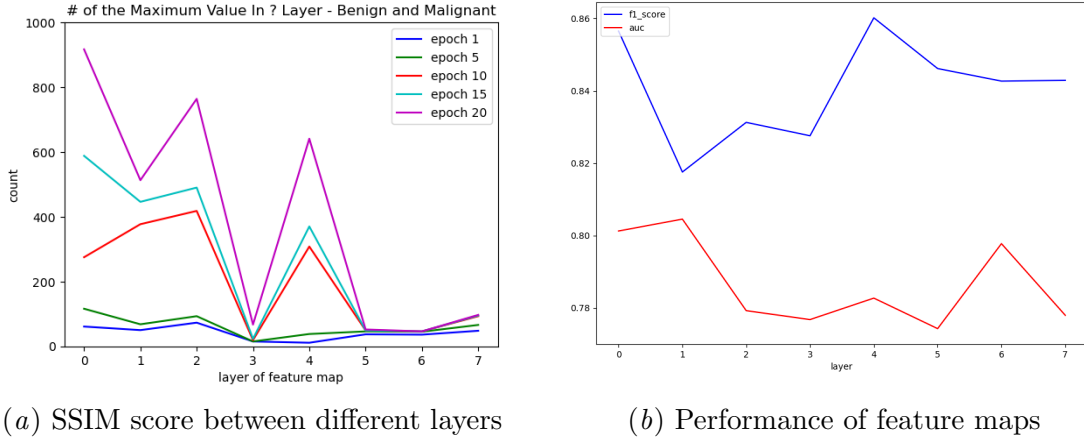 # of the Maximum Value In ? Layer - Benign and Malignant
1000
800
600
400
200
0
count
epoch 1
epoch 5
epoch 10
epoch 15
epoch 20
0 1 2 3 4 5 6 7
layer of feature map
(a) SSIM score between different layers
f1_score
auc
0.86
0.84
0.82
0.80
0.78
0 1 2 3 4 5 6 7
layer
(b) Performance of feature maps